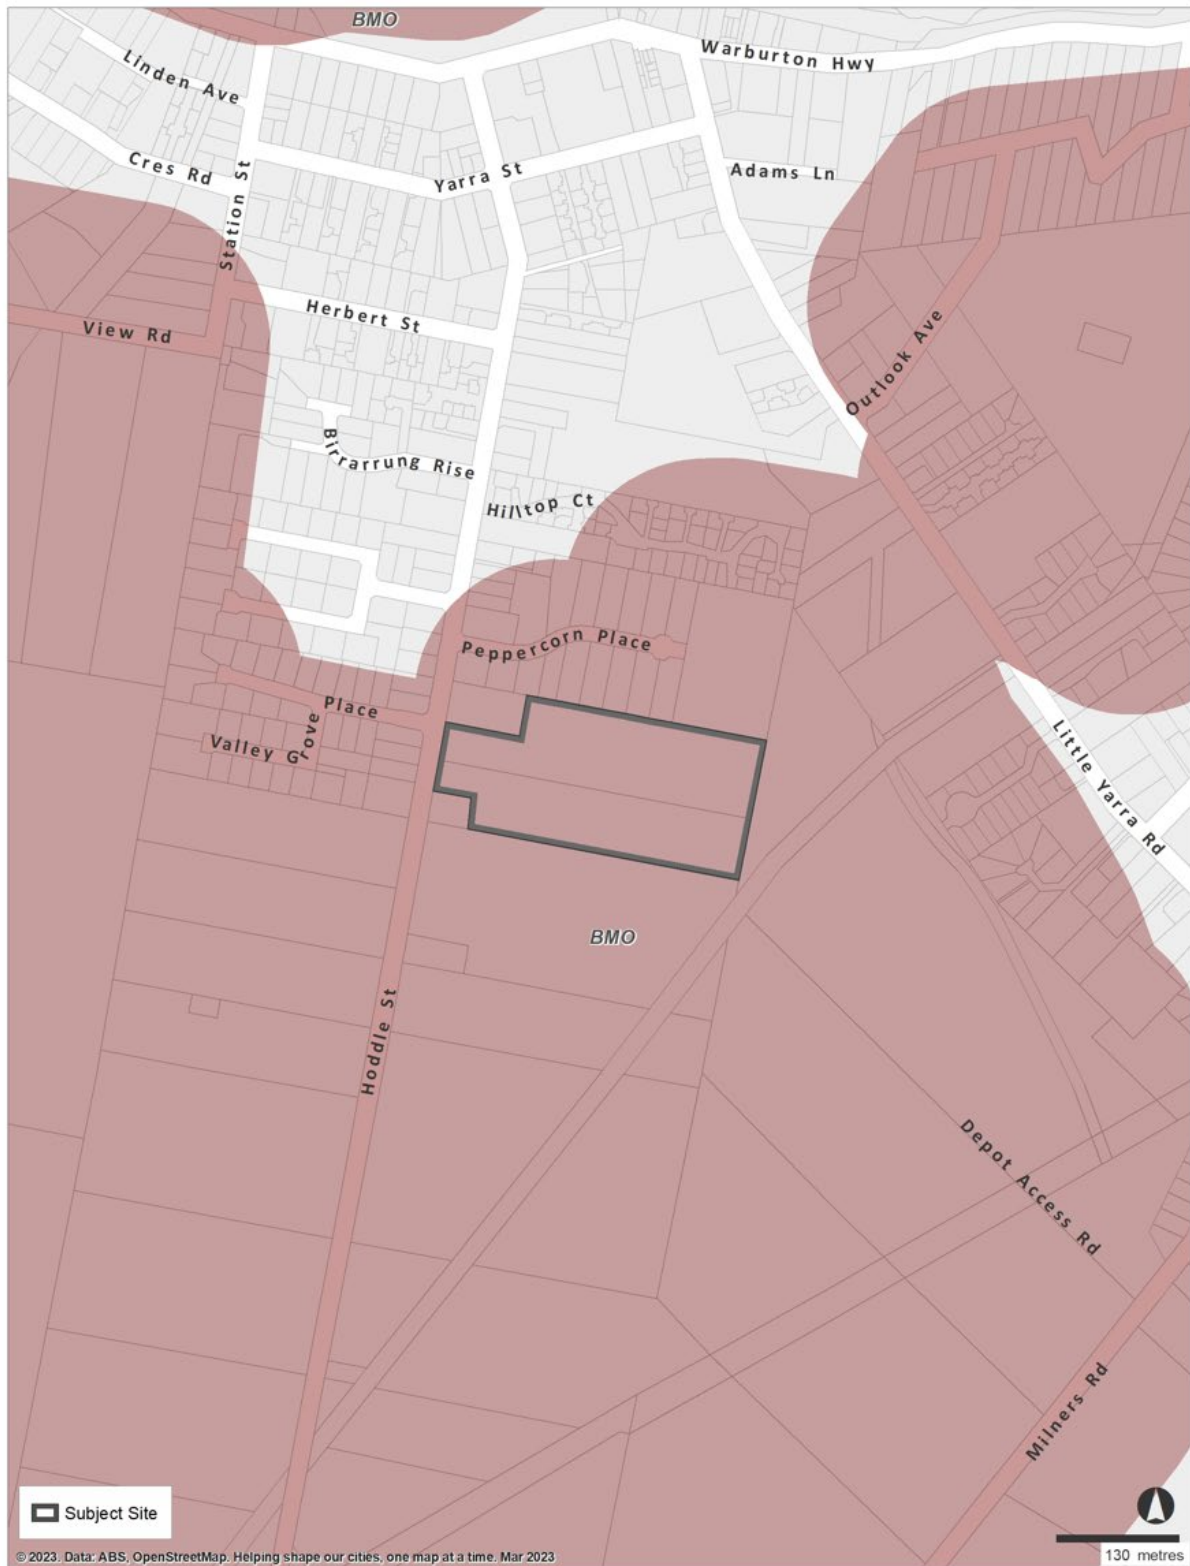 BMO
Warburton Hwy
Linden Ave
Cres Rd
Station St
Yarra St
Adams Ln
Herbert St
View Rd
Outlook Ave
Birrarrung Rise
Hilltop Ct
Peppercorn Place
Place
Valley Grove
Little Yarra Rd
BMO
Hoddle St
Depot Access Rd
Milners Rd
Subject Site
130 metres
© 2023. Data: ABS, OpenStreetMap. Helping shape our cities, one map at a time. Mar 2023